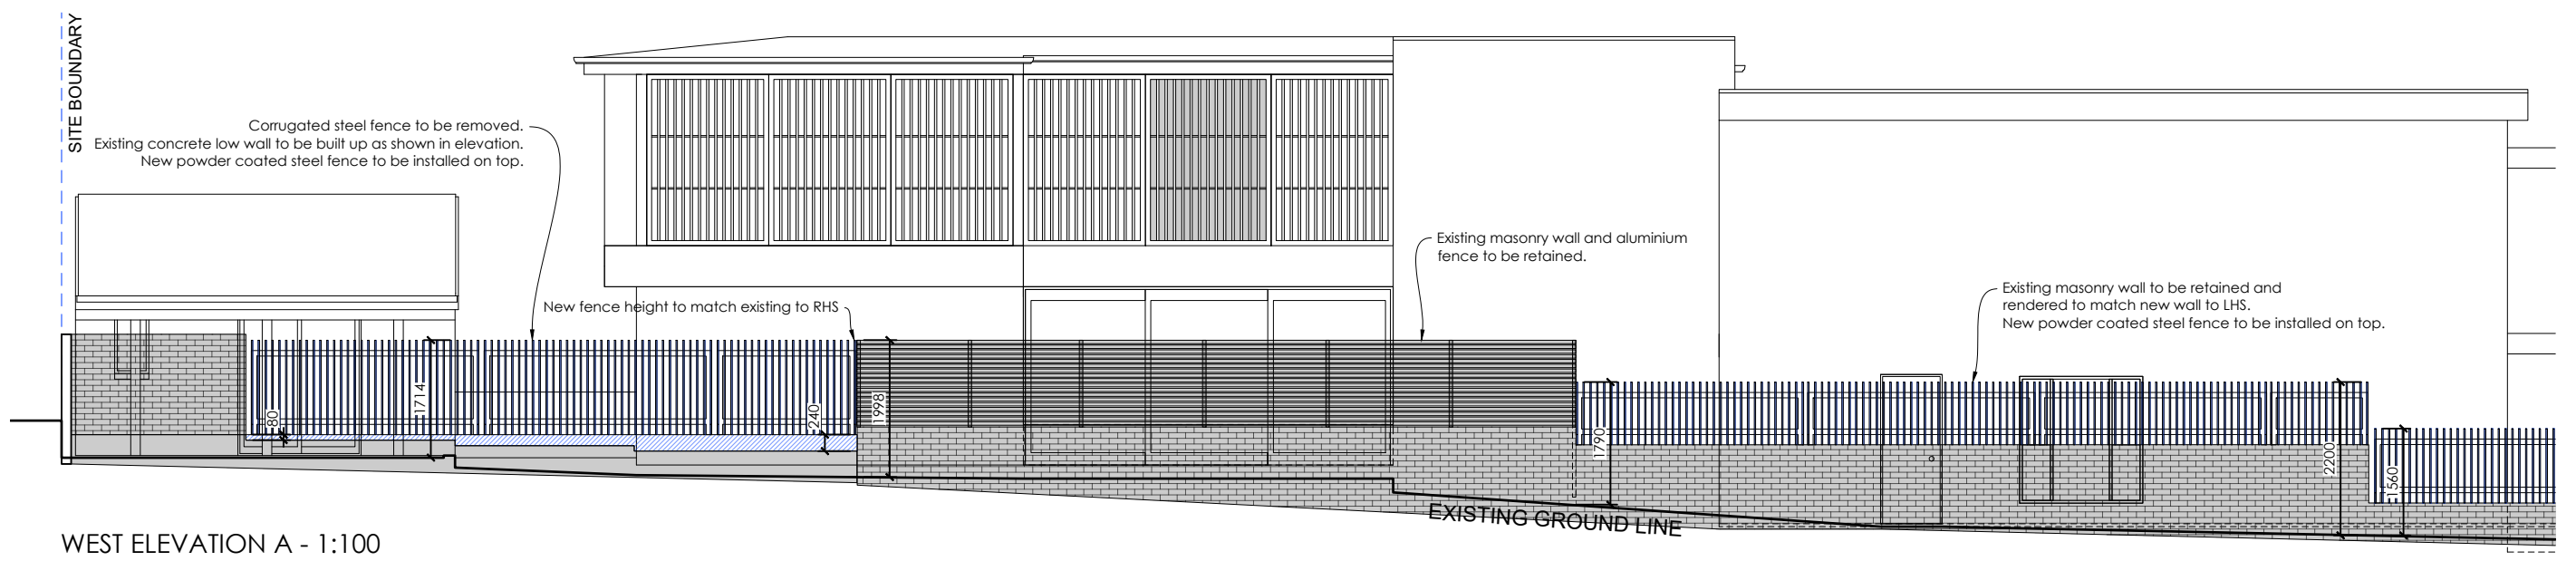 SITE BOUNDARY
Corrugated steel fence to be removed.
Existing concrete low wall to be built up as shown in elevation.
New powder coated steel fence to be installed on top.
Existing masonry wall and aluminium
fence to be retained.
New fence height to match existing to RHS
Existing masonry wall to be retained and
rendered to match new wall to LHS.
New powder coated steel fence to be installed on top.
80
1714
240
1998
1790
2200
1560
EXISTING GROUND LINE
WEST ELEVATION A - 1:100